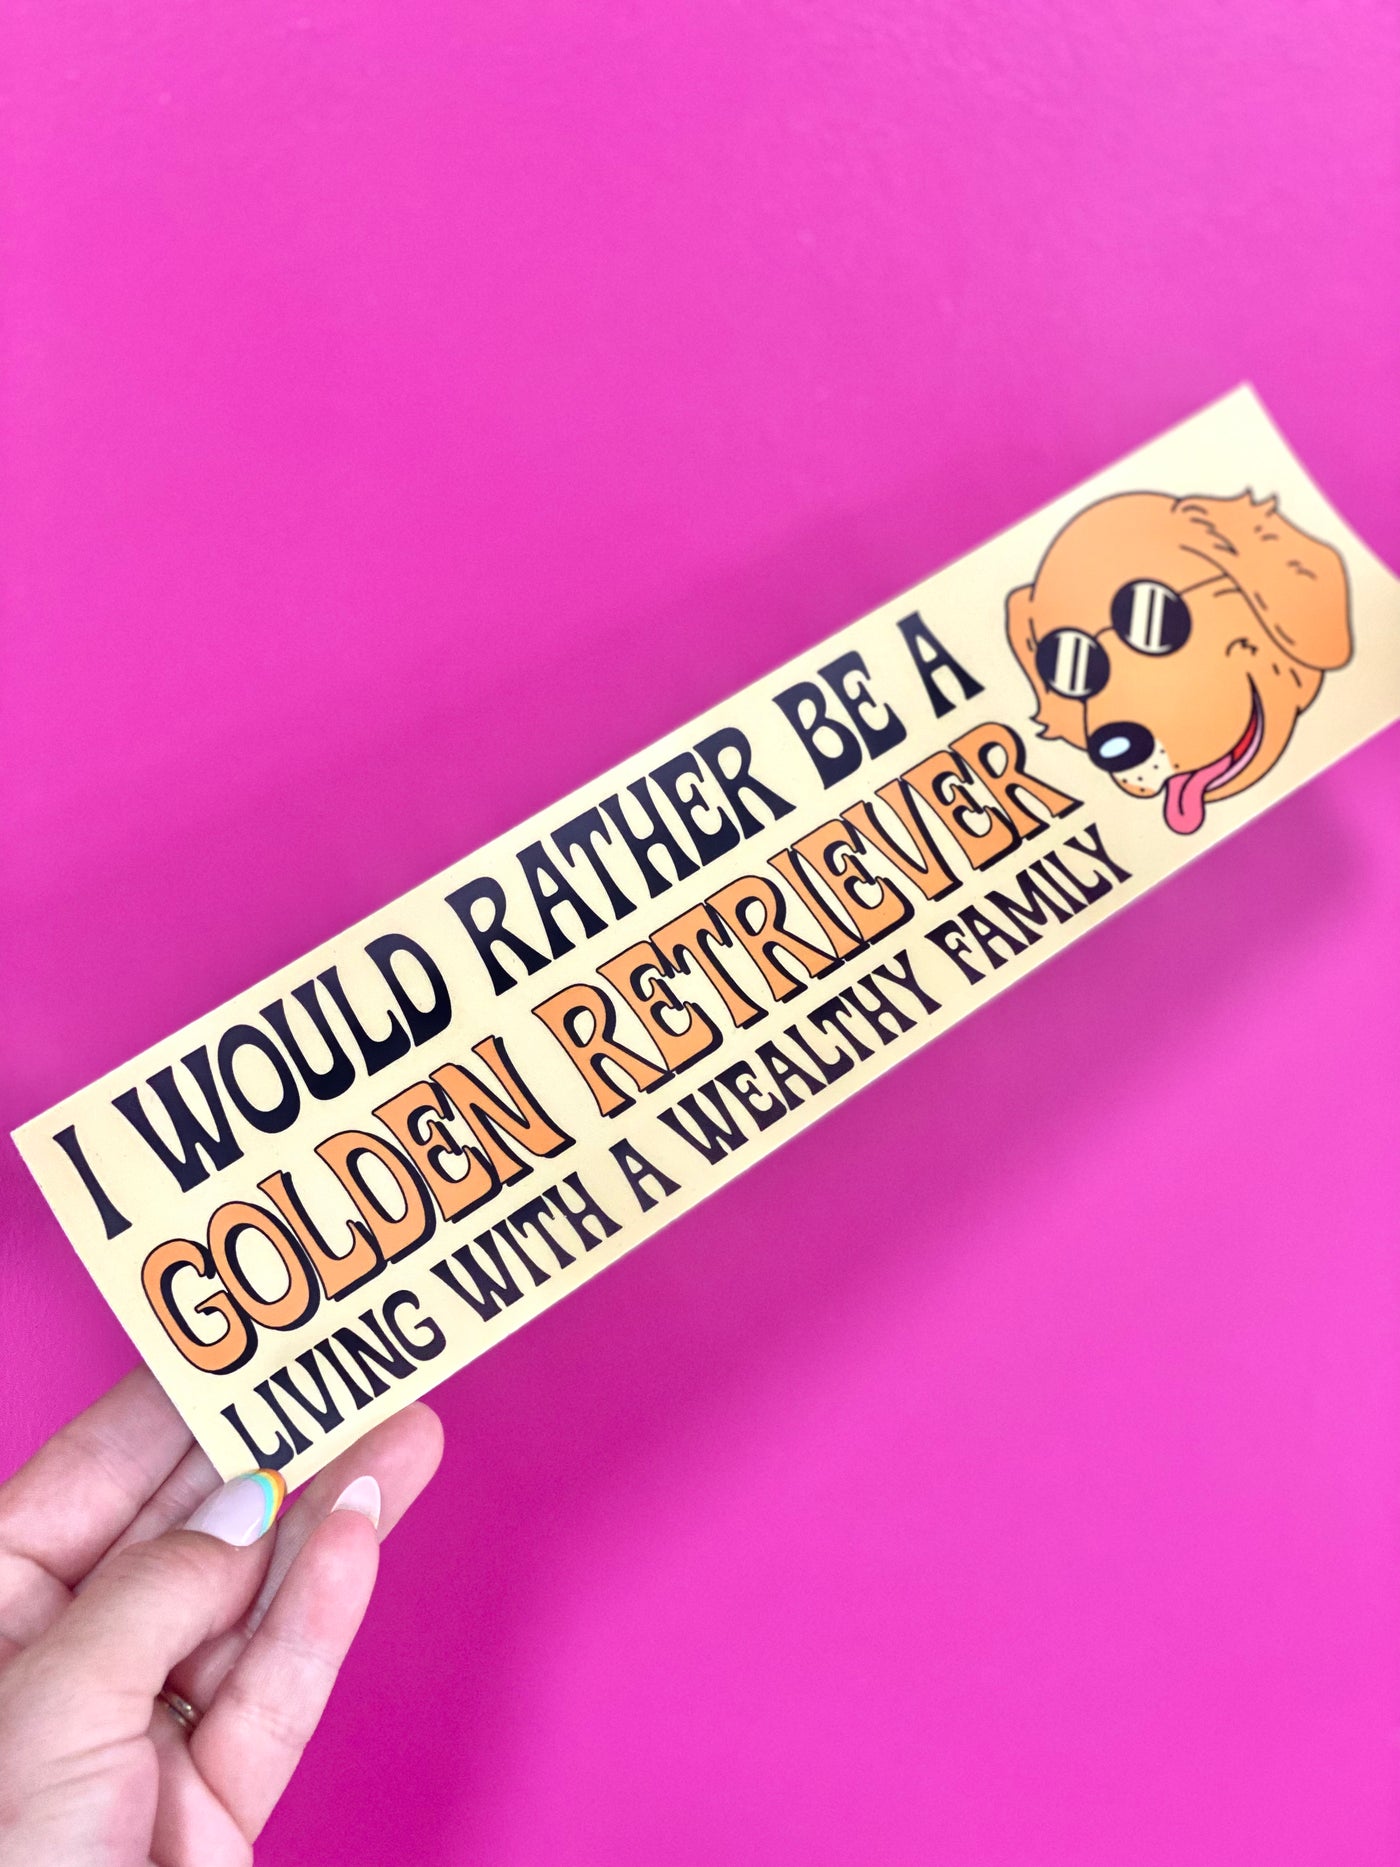 I WOULD RATHER BE A
GOLDEN RETRIEVER
LIVING WITH A WEALTHY FAMILY